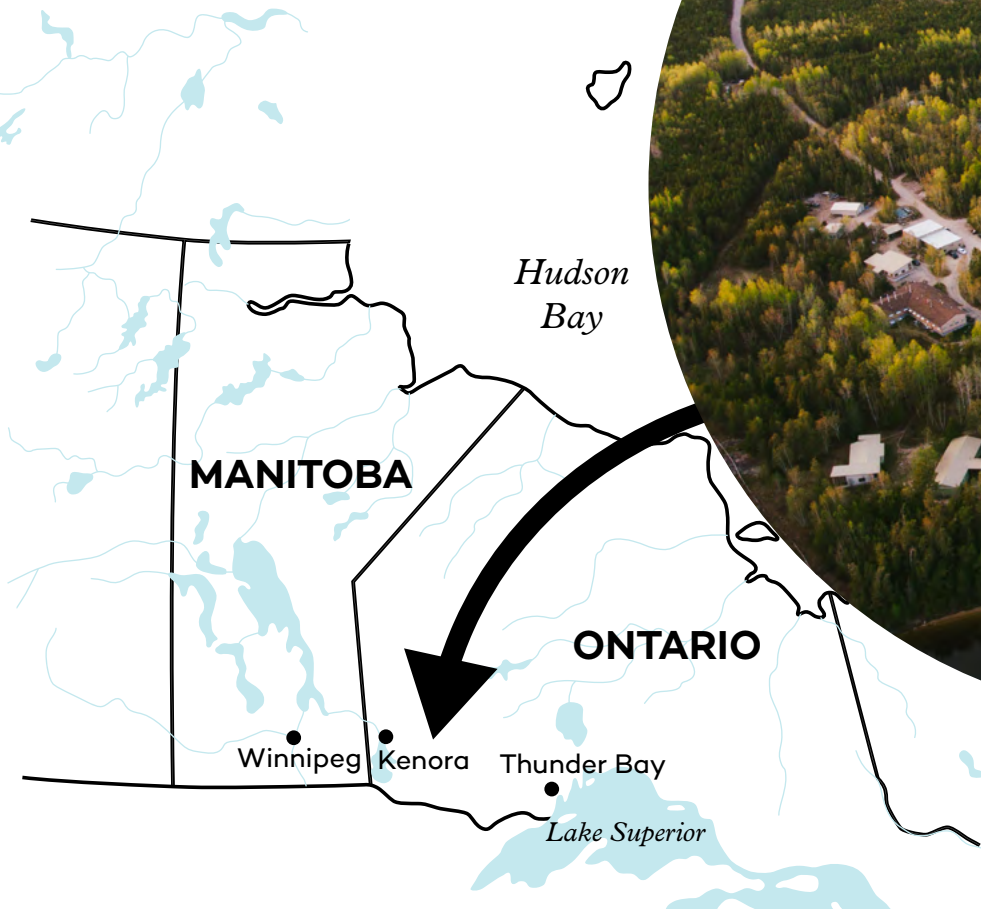 Hudson
Bay
MANITOBA
ONTARIO
Winnipeg
Kenora
Thunder Bay
Lake Superior